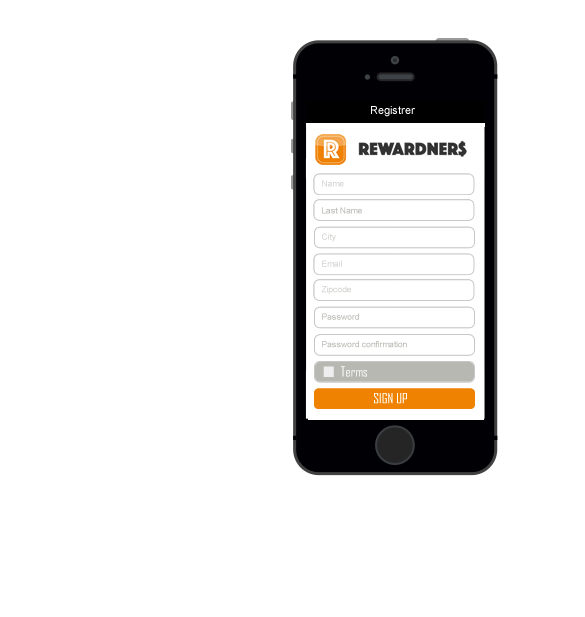 Registrer
R REWARDNER$
Name
Last Name
City
Email
Zipcode
Password
Password confirmation
Terms
SIGN UP